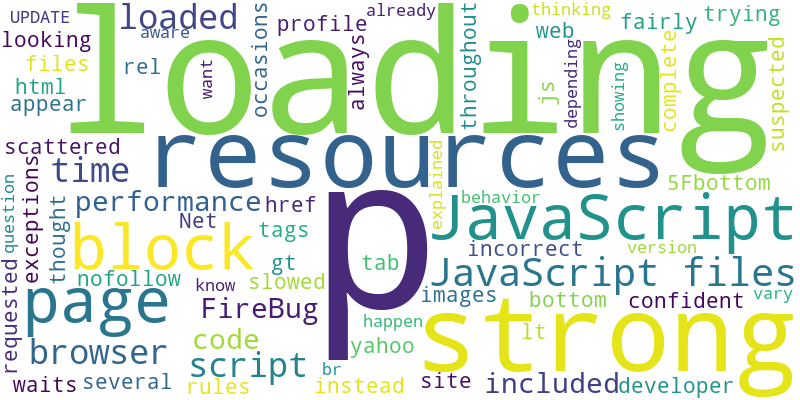 UPDATE
looking
files
html
appear
loaded
aware
rel
occasions
profile
want
already
always
loading
throughout
thinking
web
js
depending
showing
fairly
complete
trying
suspected
scattered
time
resources
explained
5Fbottom
behavior
JavaScript
question
exceptions
thought
performance
href
Net
tags
block
nofollow
gt
slowed
p
tab
incorrect
version
JavaScript files
requested
page
know
FireBug
images
bottom
confident
vary
happen
strong
lt
browser
code
yahoo
script
br
waits
several
rules
instead
site
included
developer